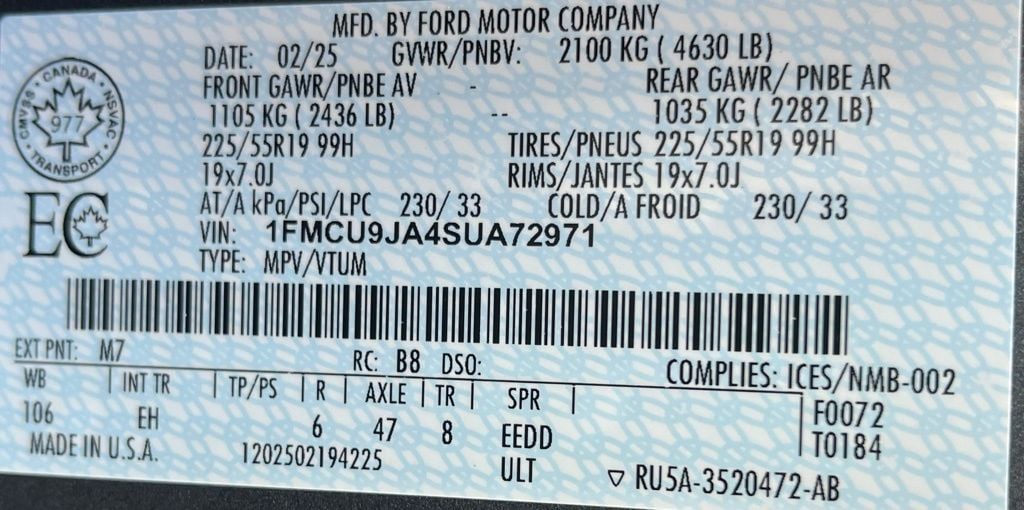 MFD. BY FORD MOTOR COMPANY
DATE: 02/25 GVWR/PNBV: 2100 KG ( 4630 LB)
FRONT GAWR/PNBE AV - REAR GAWR/ PNBE AR
1105 KG ( 2436 LB) -- 1035 KG ( 2282 LB)
225/55R19 99H TIRES/PNEUS 225/55R19 99H
19x7.0J RIMS/JANTES 19x7.0J
AT/A kPa/PSI/LPC 230/ 33 COLD/A FROID 230/ 33
VIN: 1FMCU9JA4SUA72971
TYPE: MPV/VTUM
CANADA
CMVSS NSVAC
977
TRANSPORT
EC
EXT PNT: M7 RC: B8 DSO: COMPLIES: ICES/NMB-002
WB | INT TR | TP/PS | R | AXLE | TR | SPR | F0072
106 EH 6 47 8 EEDD T0184
MADE IN U.S.A. 1202502194225 ULT ▽ RU5A-3520472-AB